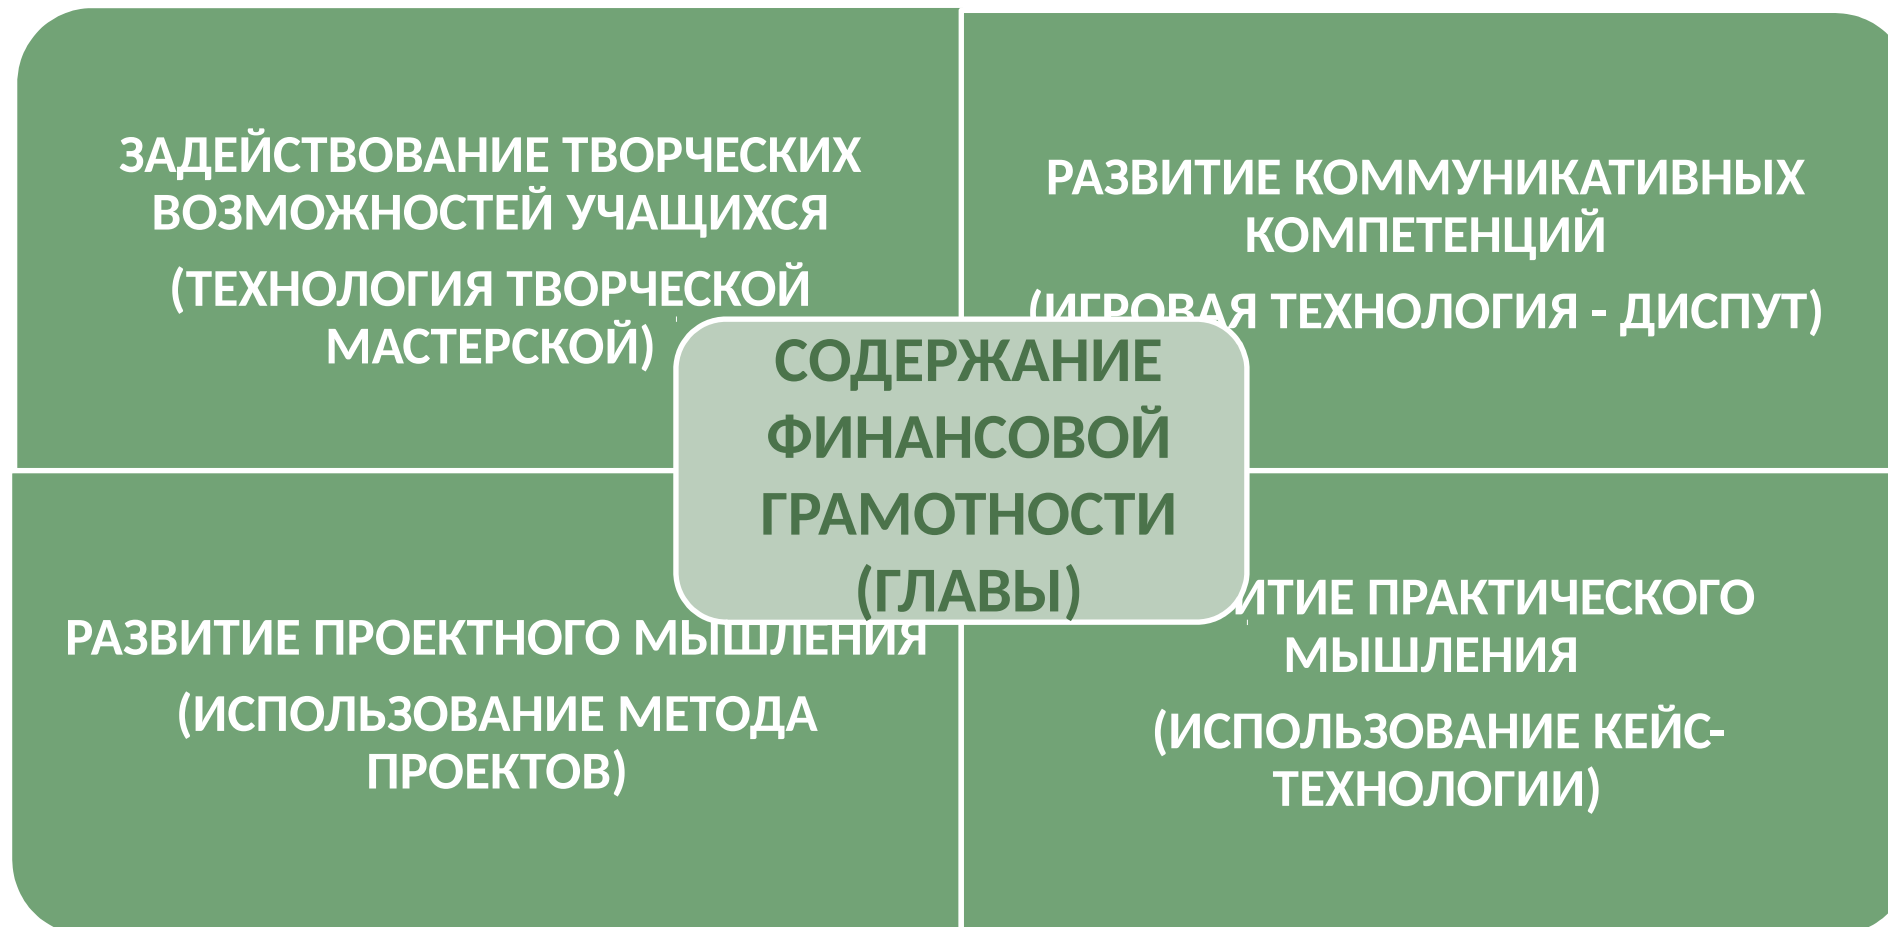 ЗАДЕЙСТВОВАНИЕ ТВОРЧЕСКИХ
ВОЗМОЖНОСТЕЙ УЧАЩИХСЯ
(ТЕХНОЛОГИЯ ТВОРЧЕСКОЙ
МАСТЕРСКОЙ)
РАЗВИТИЕ КОММУНИКАТИВНЫХ
КОМПЕТЕНЦИЙ
(ИГРОВАЯ ТЕХНОЛОГИЯ - ДИСПУТ)
СОДЕРЖАНИЕ
ФИНАНСОВОЙ
ГРАМОТНОСТИ
(ГЛАВЫ)
РАЗВИТИЕ ПРОЕКТНОГО МЫШЛЕНИЯ
(ИСПОЛЬЗОВАНИЕ МЕТОДА
ПРОЕКТОВ)
ПРАКТИЧЕСКОГО
МЫШЛЕНИЯ
(ИСПОЛЬЗОВАНИЕ КЕЙС-
ТЕХНОЛОГИИ)